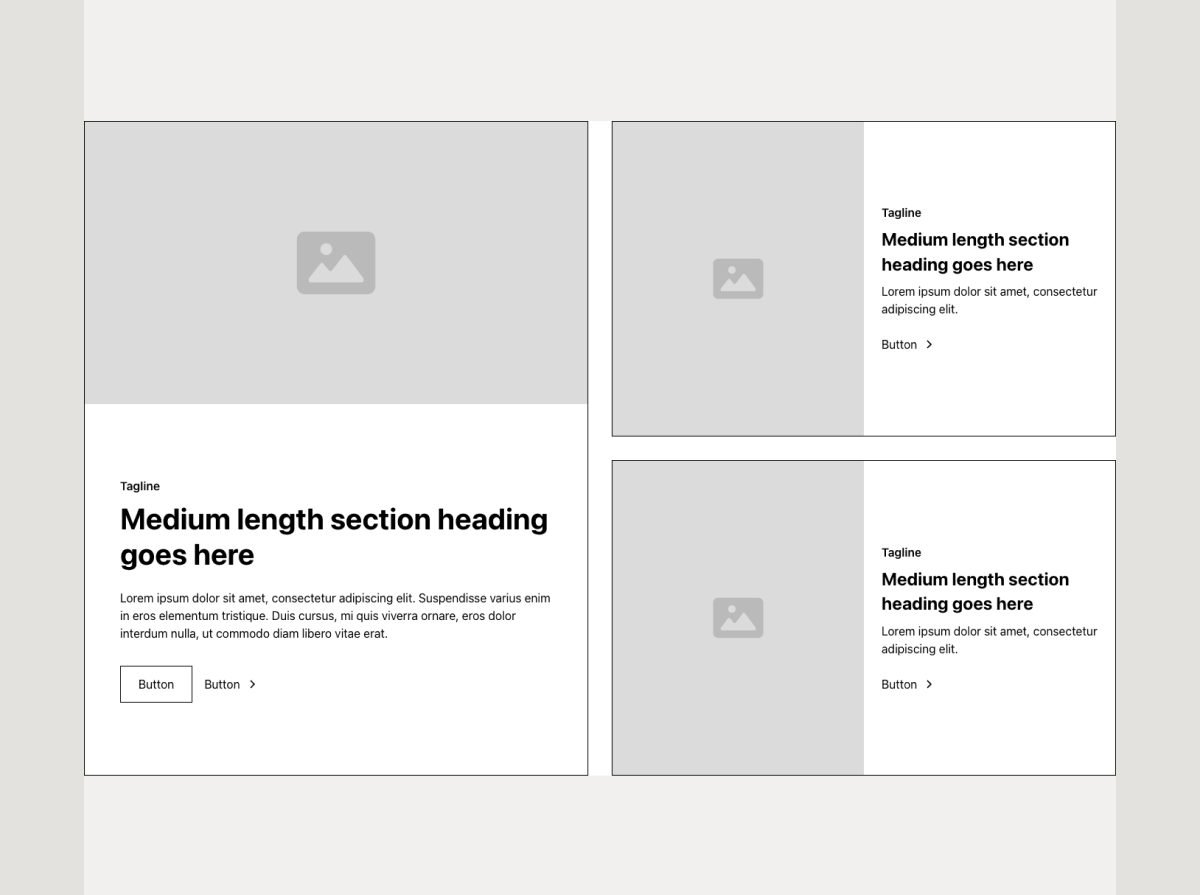 Tagline
Medium length section heading
goes here
Lorem ipsum dolor sit amet, consectetur adipiscing elit. Suspendisse varius enim
in eros elementum tristique. Duis cursus, mi quis viverra ornare, eros dolor
interdum nulla, ut commodo diam libero vitae erat.
Button
Button
Tagline
Medium length section
heading goes here
Lorem ipsum dolor sit amet, consectetur
adipiscing elit.
Button
Tagline
Medium length section
heading goes here
Lorem ipsum dolor sit amet, consectetur
adipiscing elit.
Button